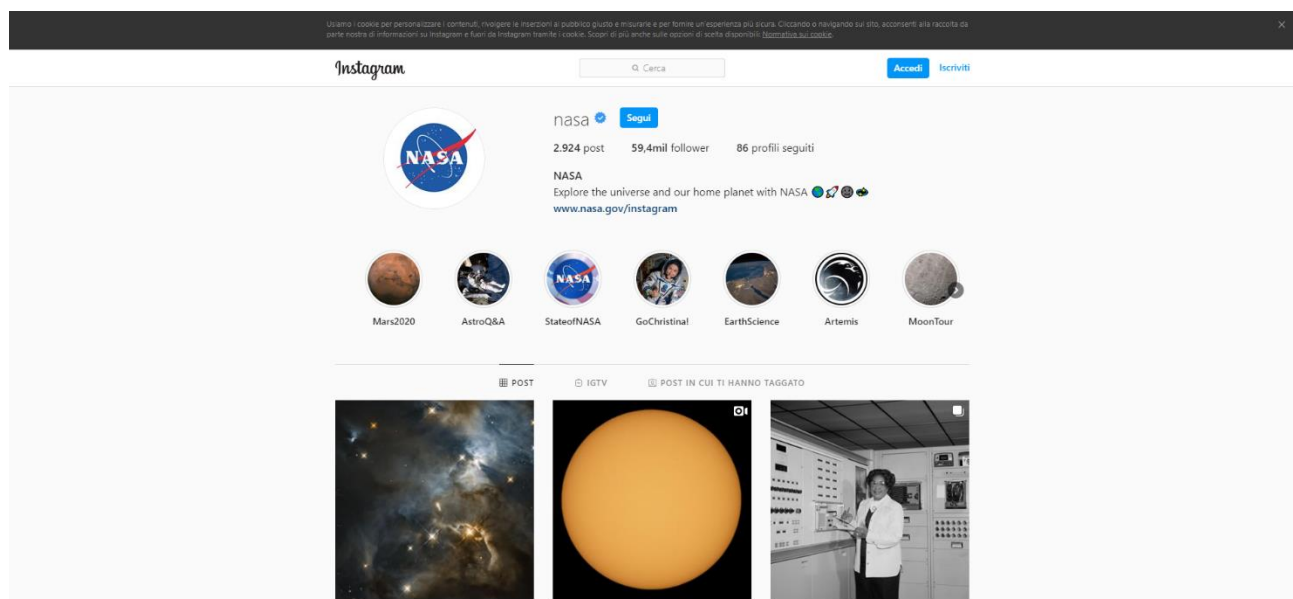 Usiamo i cookie per personalizzare i contenuti, rivolgere le inserzioni al pubblico giusto e misurarle e per fornire un'esperienza più sicura. Cliccando o navigando sul sito, acconsenti alla raccolta da
parte nostra di informazioni su Instagram e fuori da Instagram tramite i cookie. Scopri di più anche sulle opzioni di scelta disponibili: Normativa sui cookie.
Instagram
Cerca
Accedi
Iscriviti
NASA
nasa
Segui
2.924 post 59,4mil follower 86 profili seguiti
NASA
Explore the universe and our home planet with NASA 🌎🚀🌚🛰
www.nasa.gov/instagram
NASA
Mars2020 AstroQ&A StateofNASA GoChristina! EarthScience Artemis MoonTour
POST IGTV POST IN CUI TI HANNO TAGGATO